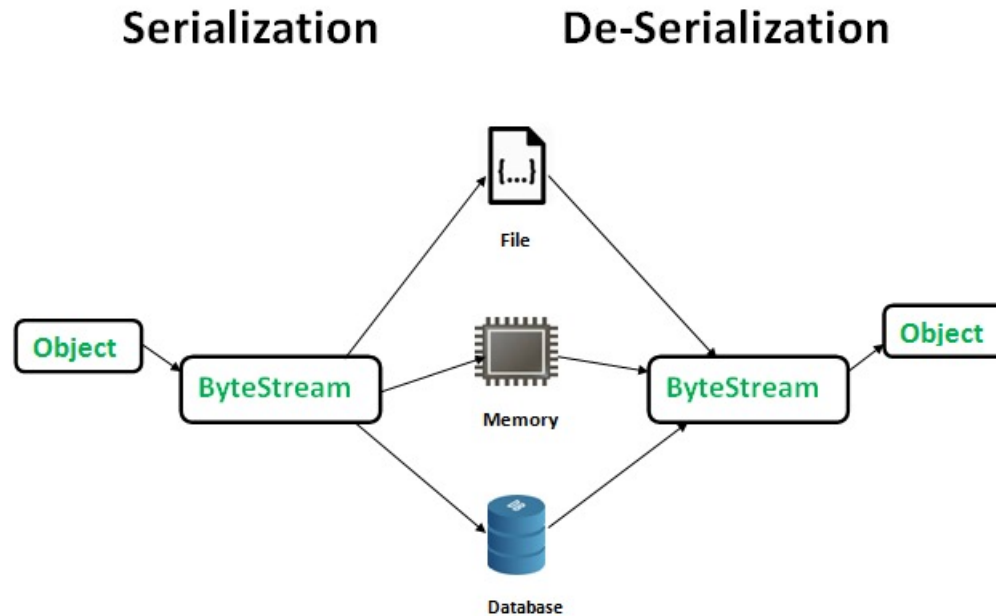 Serialization
De-Serialization
{...}
File
Object
ByteStream
Memory
ByteStream
Object
Database